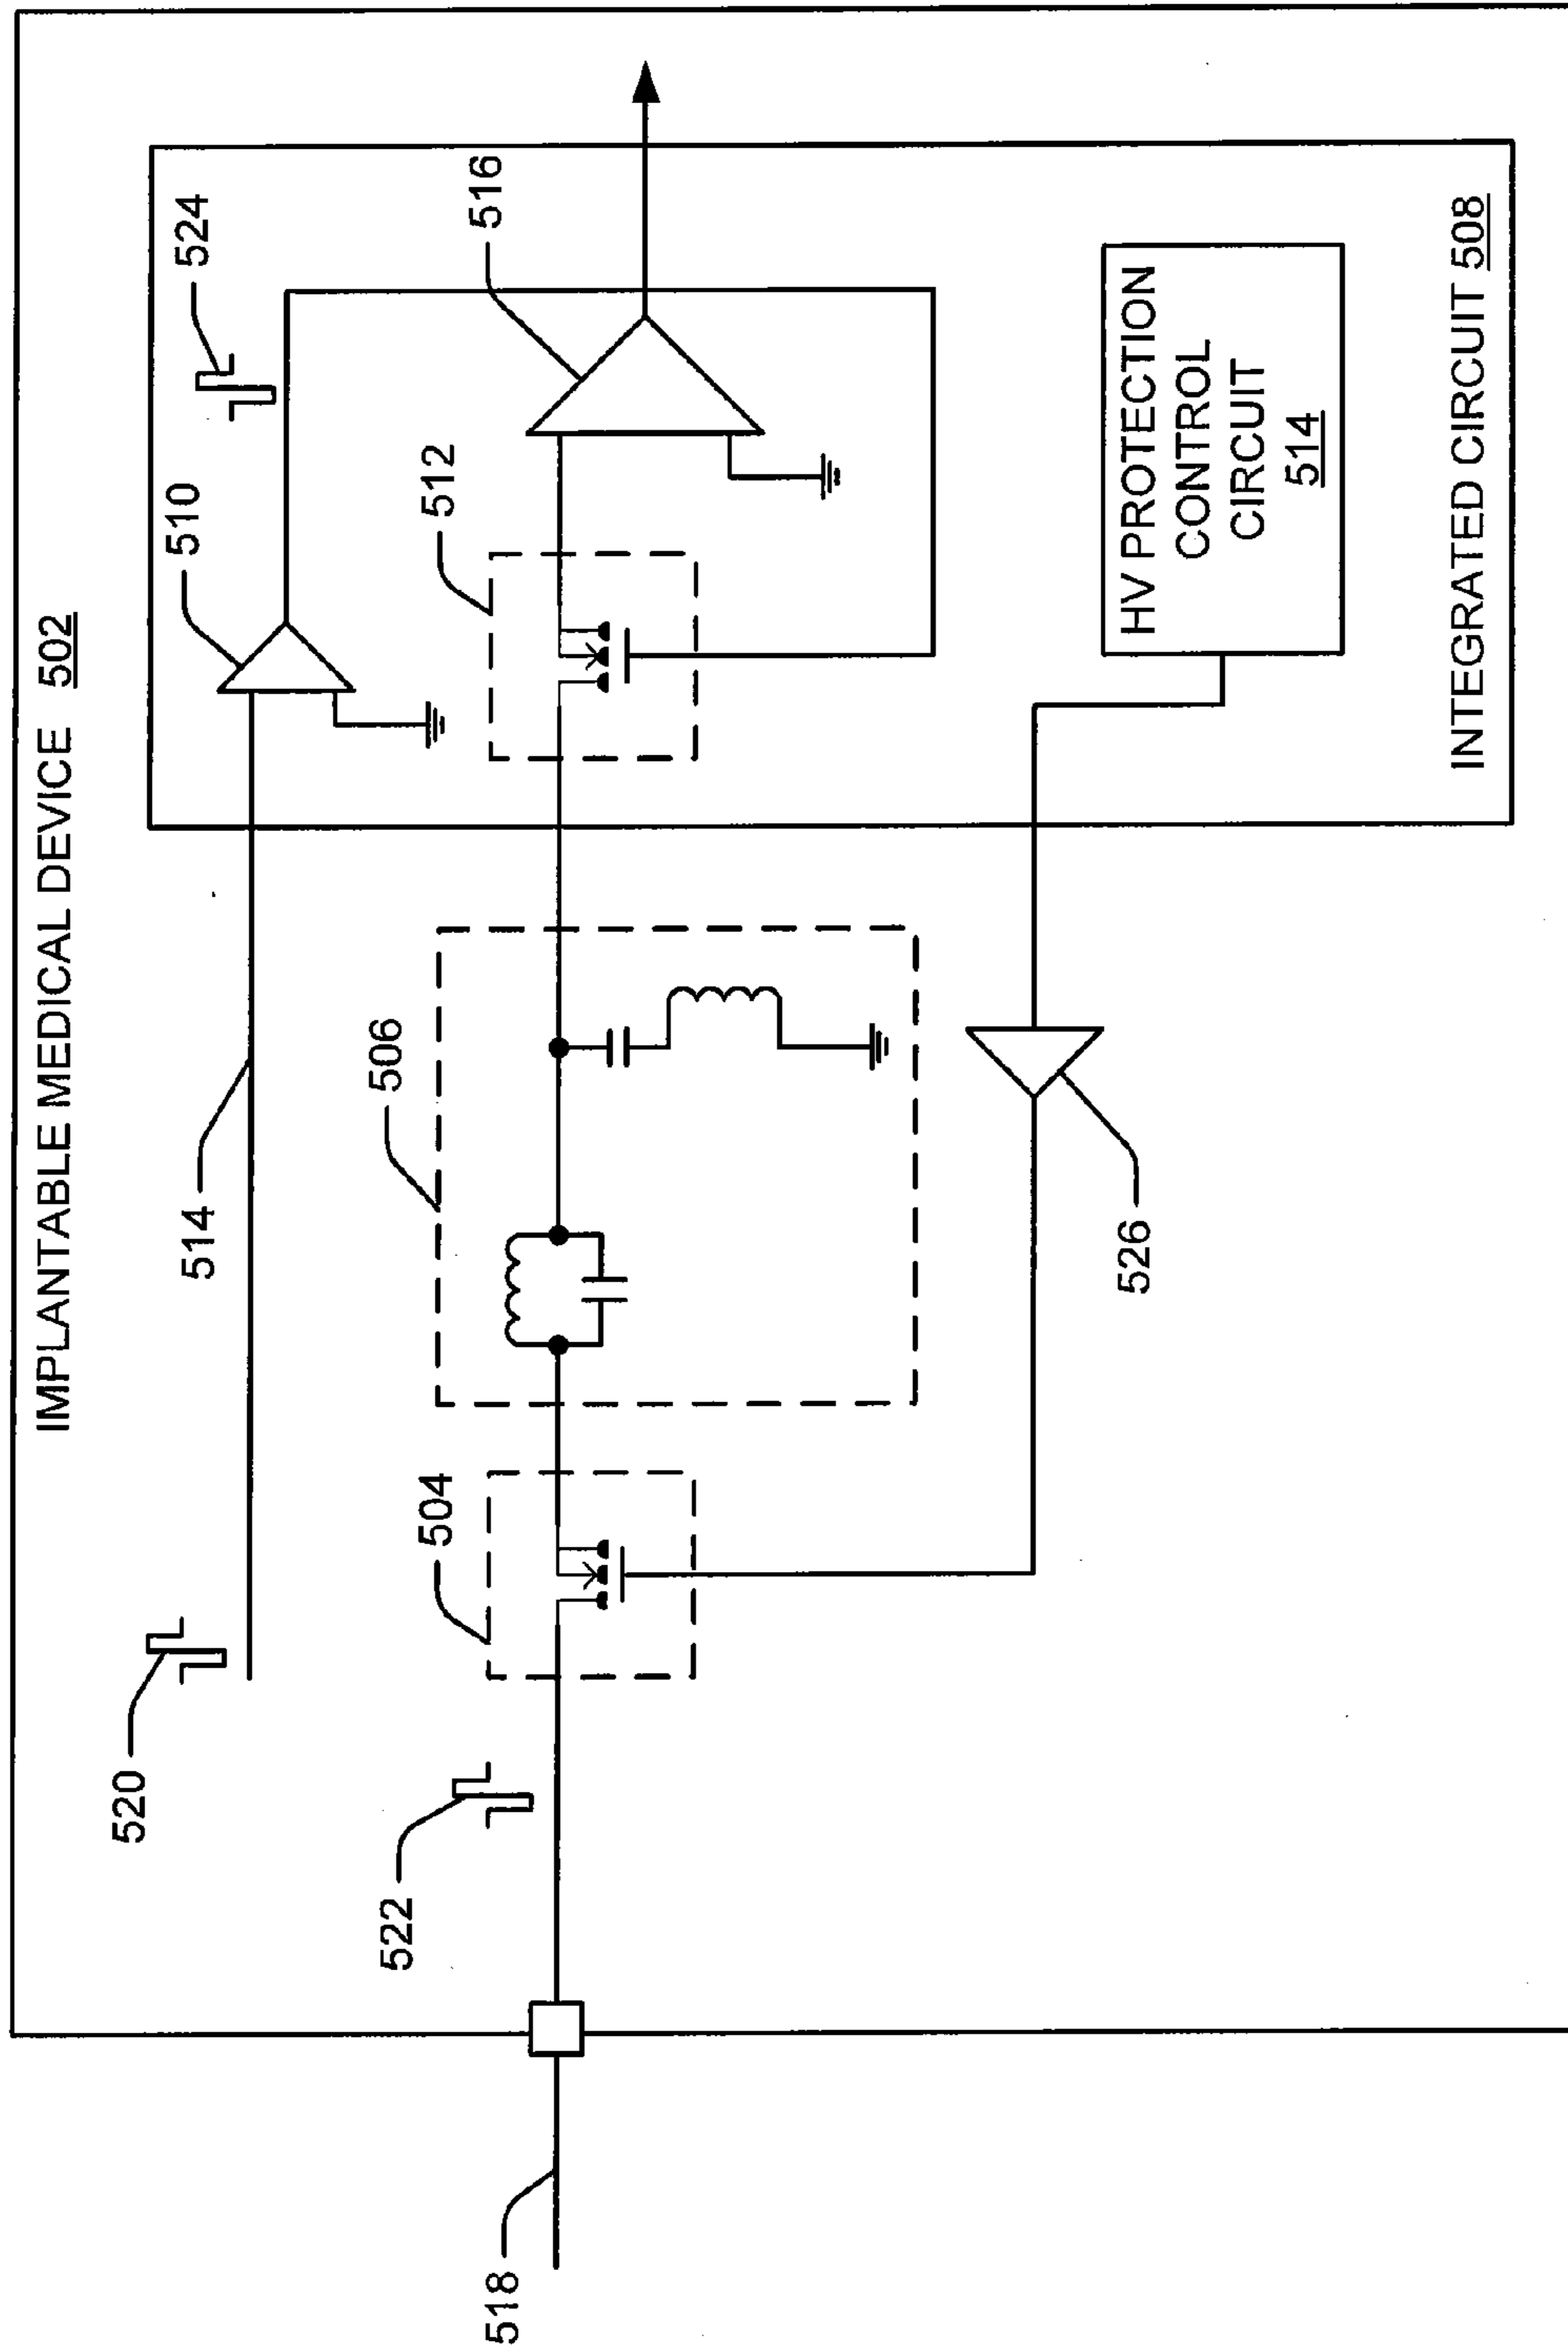 IMPLANTABLE MEDICAL DEVICE 502
520
514
510
524
522
504
506
512
516
518
526
HV PROTECTION
CONTROL
CIRCUIT
514
INTEGRATED CIRCUIT 508